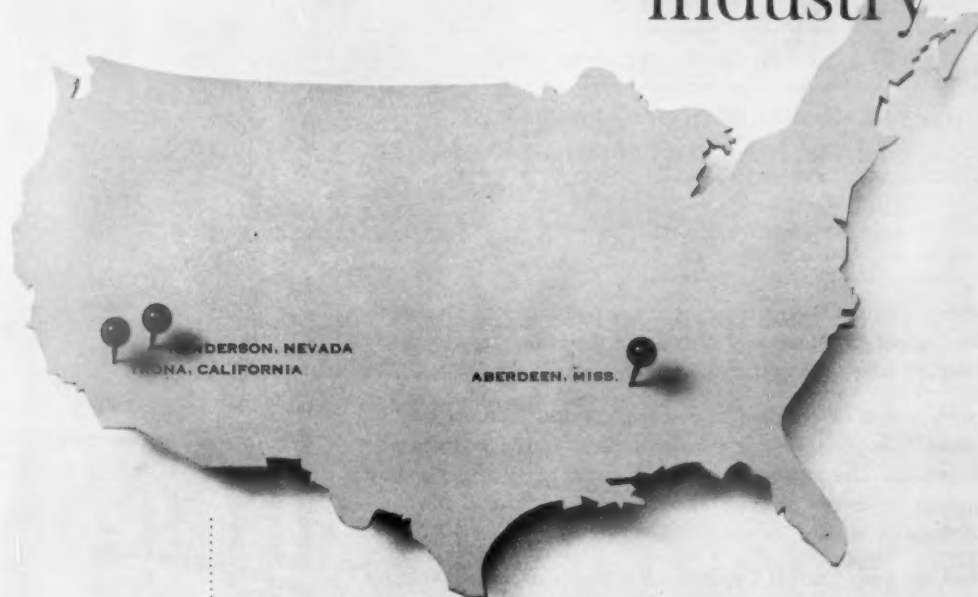 industry
HENDERSON, NEVADA
TRONA, CALIFORNIA
ABERDEEN, MISS.